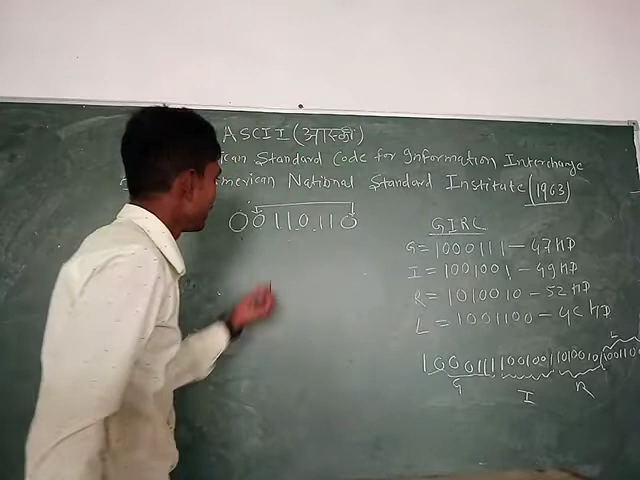 ASCII (आस्की)
ican Standard Code for Information Interchange
American National Standard Institute (1963)
00110110
GIRL
G = 1000111 - 47 HD
I = 1001001 - 49 HD
R = 1010010 - 52 HD
L = 1001100 - 4C HD
1000111 1001001 1010010 100110
G I R L